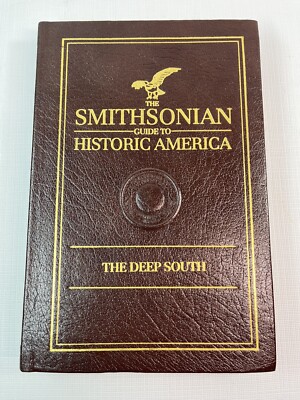 THE
SMITHSONIAN
GUIDE TO
HISTORIC AMERICA
THE DEEP SOUTH